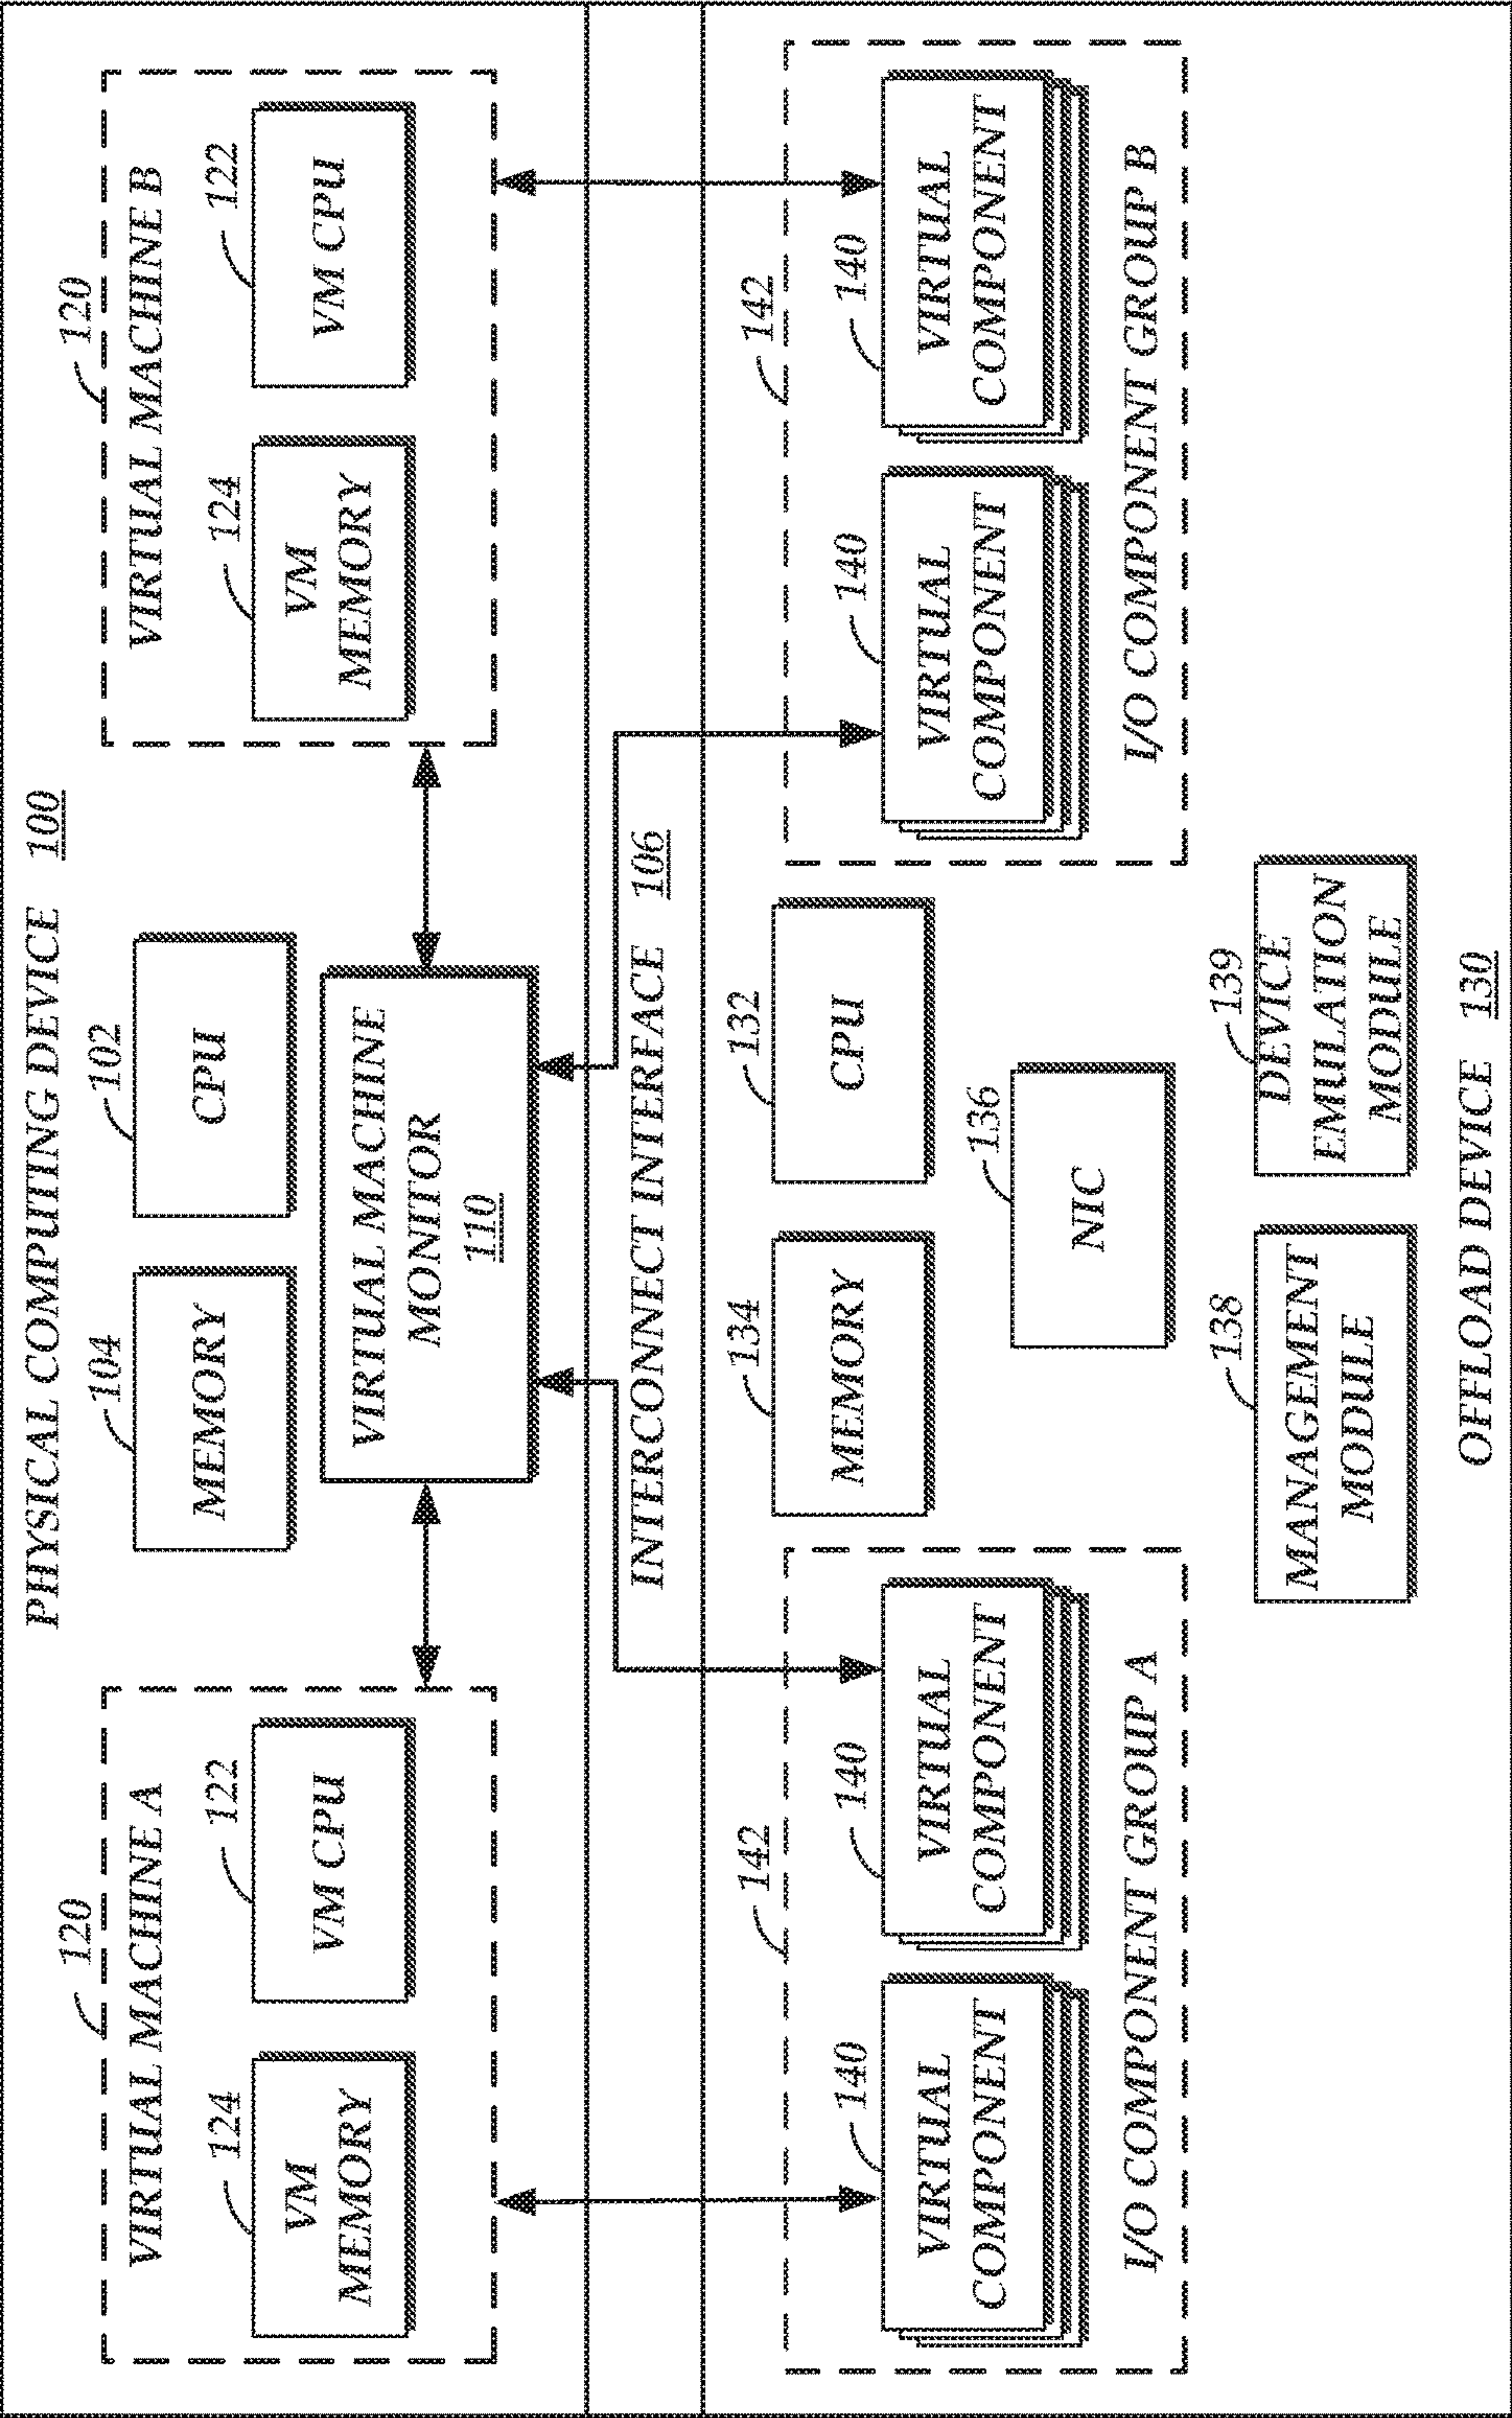 PHYSICAL COMPUTING DEVICE 100
120
VIRTUAL MACHINE A
124
VM
MEMORY
122
VM CPU
104
MEMORY
102
CPU
VIRTUAL MACHINE
MONITOR
110
120
VIRTUAL MACHINE B
124
VM
MEMORY
122
VM CPU
INTERCONNECT INTERFACE 106
142
140
VIRTUAL
COMPONENT
140
VIRTUAL
COMPONENT
I/O COMPONENT GROUP A
134
MEMORY
132
CPU
136
NIC
142
140
VIRTUAL
COMPONENT
140
VIRTUAL
COMPONENT
I/O COMPONENT GROUP B
138
MANAGEMENT
MODULE
139
DEVICE
EMULATION
MODULE
OFFLOAD DEVICE 130